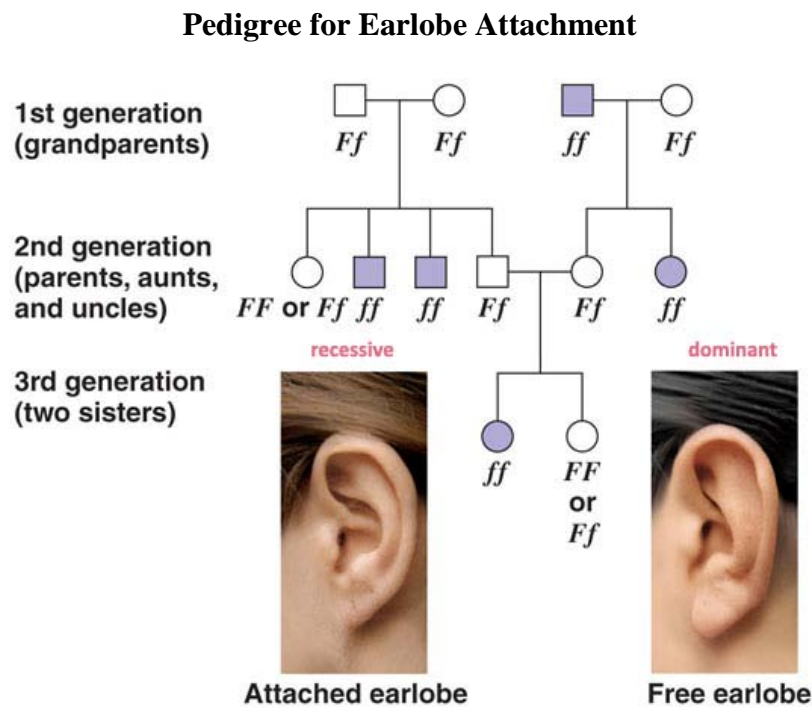 Pedigree for Earlobe Attachment
1st generation
(grandparents)
Ff Ff ff Ff
2nd generation
(parents, aunts,
and uncles)
FF or Ff ff ff Ff Ff ff
recessive dominant
3rd generation
(two sisters)
ff FF
or
Ff
Attached earlobe Free earlobe